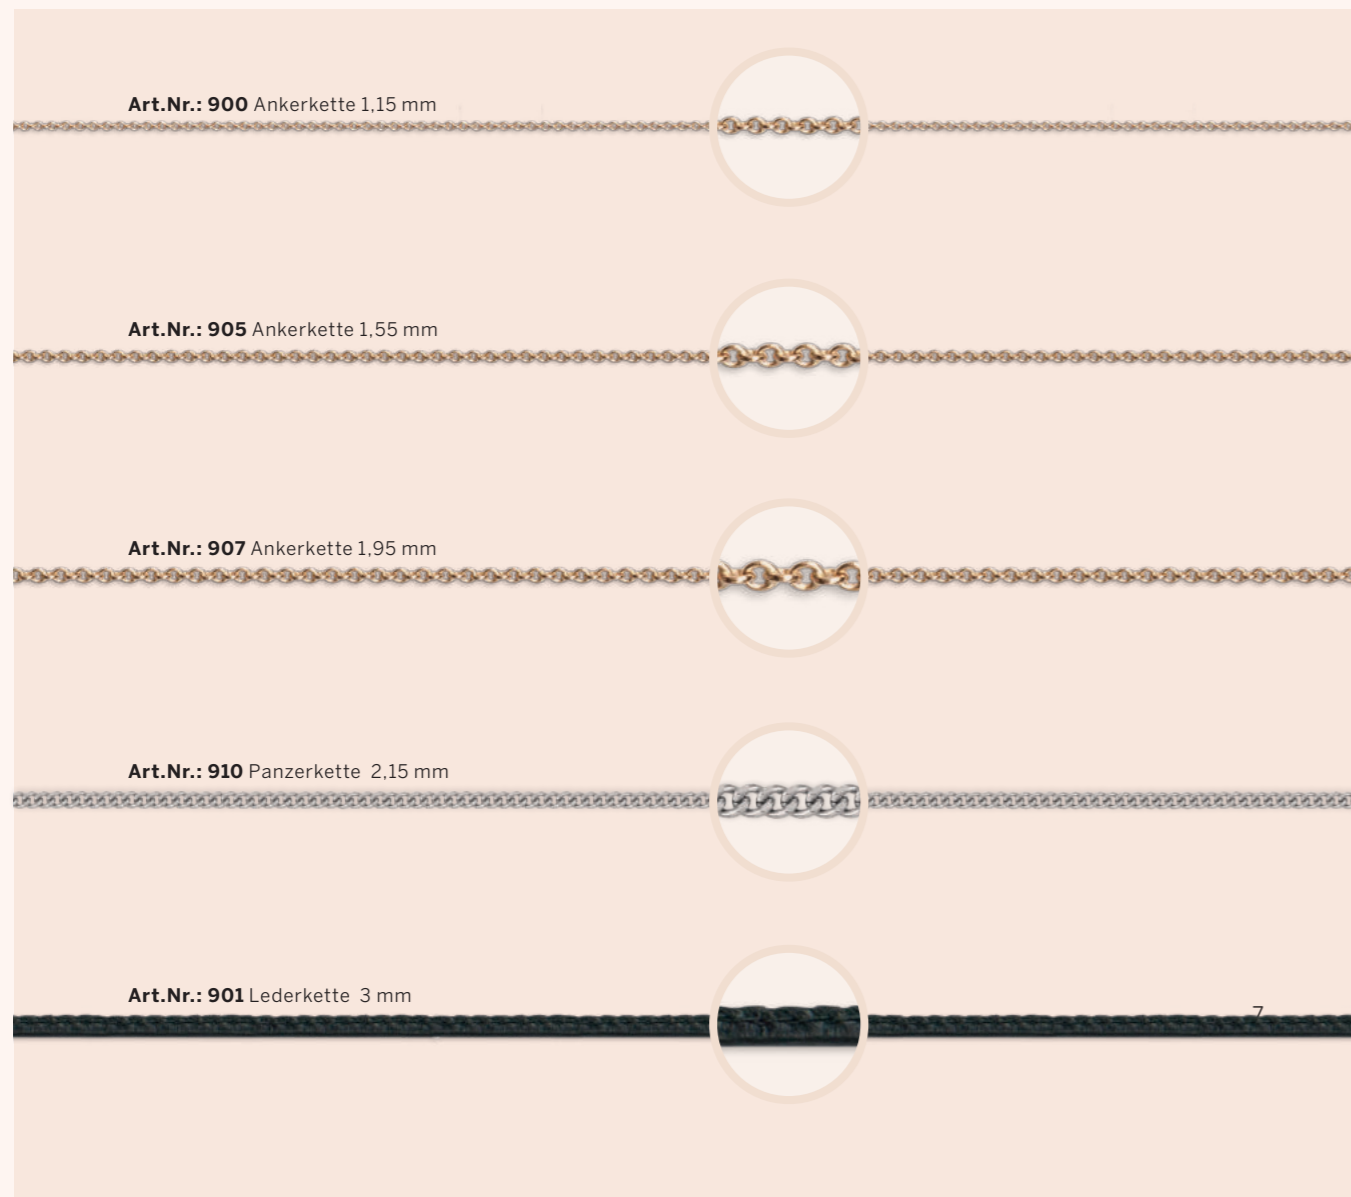 Art.Nr.: 900 Ankerkette 1,15 mm
Art.Nr.: 905 Ankerkette 1,55 mm
Art.Nr.: 907 Ankerkette 1,95 mm
Art.Nr.: 910 Panzerkette 2,15 mm
Art.Nr.: 901 Lederkette 3 mm
7